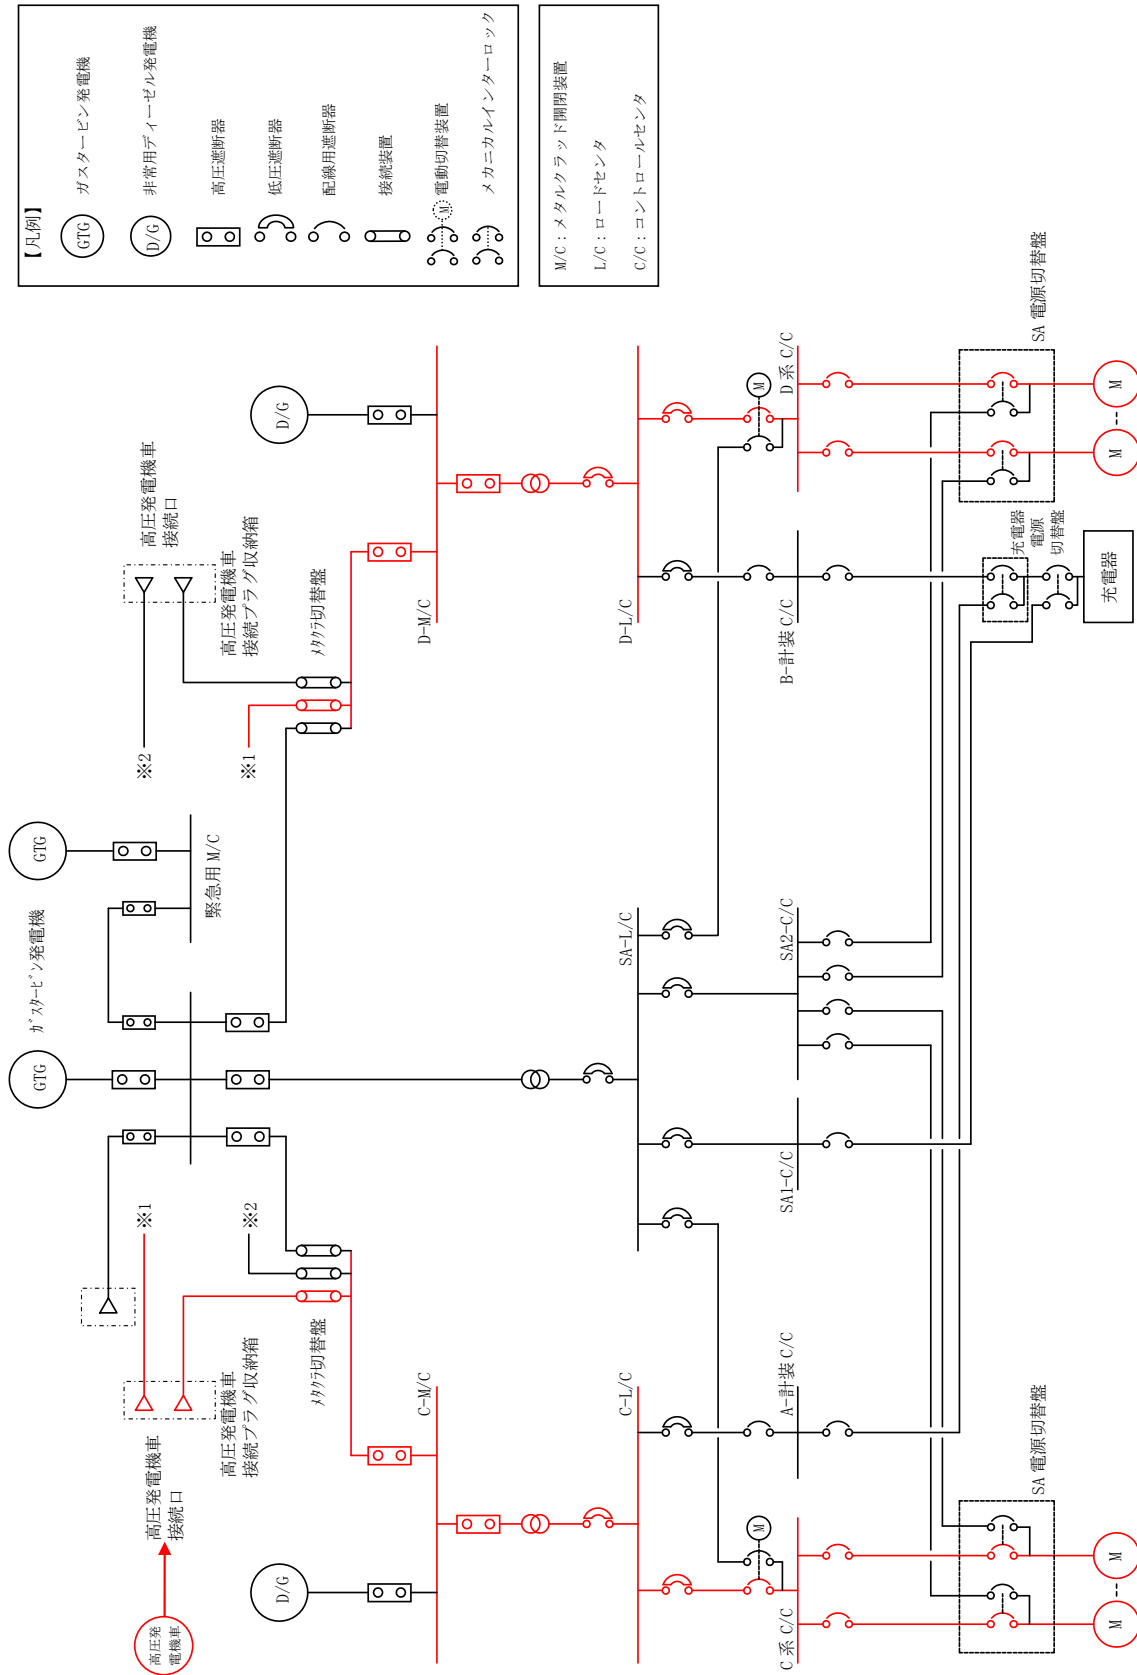 【凡例】
GTG
ガスタービン発電機
D/G
非常用ディーゼル発電機
高圧遮断器
低圧遮断器
配線用遮断器
接続装置
M
電動切替装置
メカニカルインターロック
M/C：メタルクラッド開閉装置
L/C：ロードセンタ
C/C：コントロールセンタ
ガスタービン発電機
GTG
GTG
緊急用 M/C
高圧発
電機車
高圧発電機車
接続口
高圧発電機車
接続プラグ収納箱
※1
※2
メタクラ切替盤
高圧発電機車
接続口
高圧発電機車
接続プラグ収納箱
※2
※1
メタクラ切替盤
D/G
D/G
C-M/C
D-M/C
C-L/C
SA-L/C
D-L/C
M
M
C 系 C/C
A-計装 C/C
SA1-C/C
SA2-C/C
B-計装 C/C
D 系 C/C
SA 電源切替盤
充電器
電源
切替盤
SA 電源切替盤
充電器
M
M
M
M